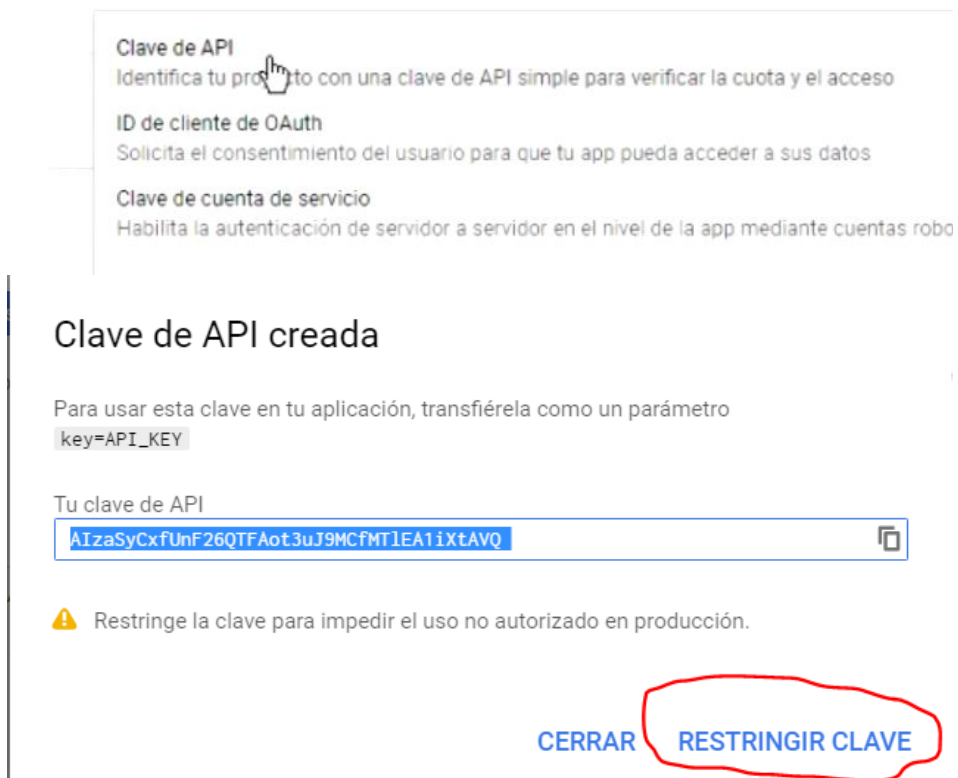 Clave de API
Identifica tu proyecto con una clave de API simple para verificar la cuota y el acceso
ID de cliente de OAuth
Solicita el consentimiento del usuario para que tu app pueda acceder a sus datos
Clave de cuenta de servicio
Habilita la autenticación de servidor a servidor en el nivel de la app mediante cuentas robo
Clave de API creada
Para usar esta clave en tu aplicación, transfiérela como un parámetro
key=API_KEY
Tu clave de API
AIzaSyCxfUnF26QTFAot3uJ9MCfMTlEA1iXtAVQ
Restringe la clave para impedir el uso no autorizado en producción.
CERRAR RESTRINGIR CLAVE